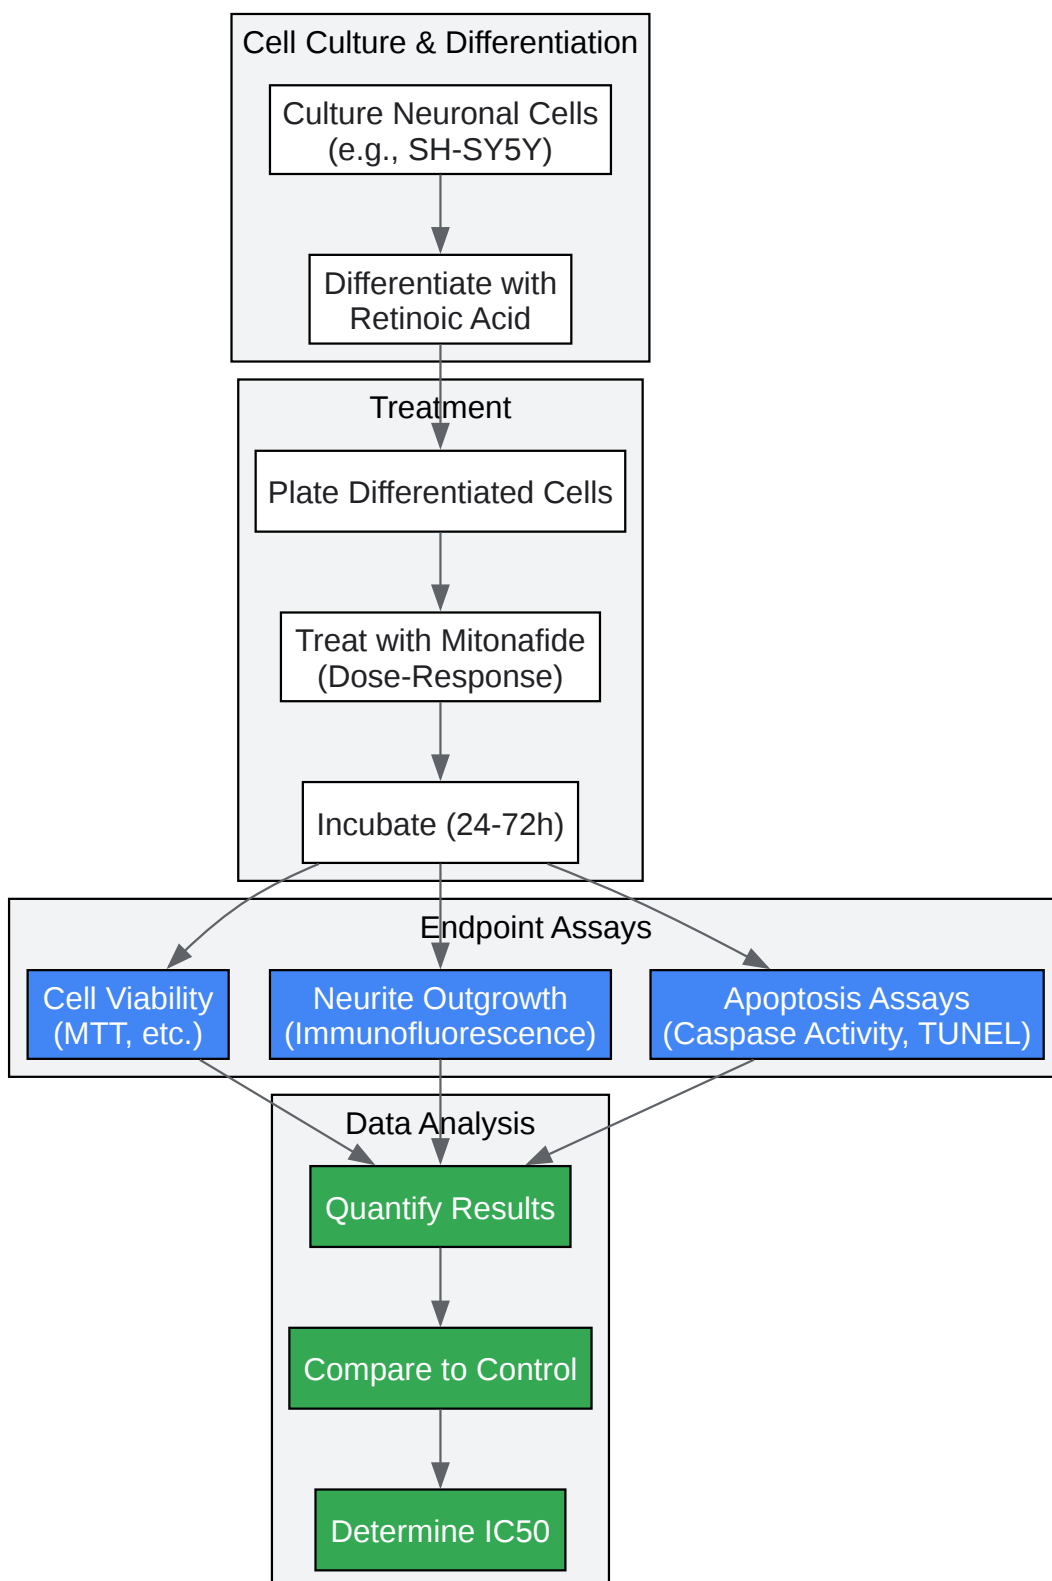 Cell Culture & Differentiation
Culture Neuronal Cells
(e.g., SH-SY5Y)
Differentiate with
Retinoic Acid
Treatment
Plate Differentiated Cells
Treat with Mitonafide
(Dose-Response)
Incubate (24-72h)
Endpoint Assays
Cell Viability
(MTT, etc.)
Neurite Outgrowth
(Immunofluorescence)
Apoptosis Assays
(Caspase Activity, TUNEL)
Data Analysis
Quantify Results
Compare to Control
Determine IC50